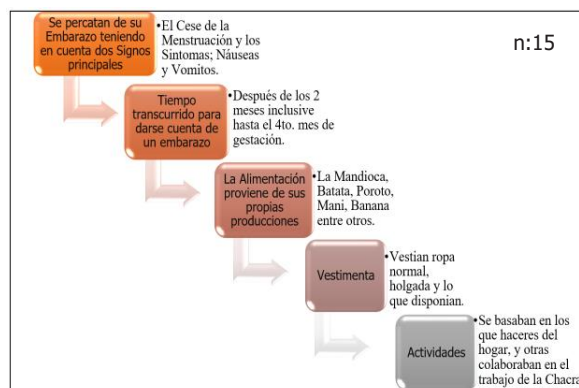 Se percatan de su
Embarazo teniendo
en cuenta dos Signos
principales
•El Cese de la
Menstruación y los
Sintomas; Náuseas
y Vomitos.
n:15
Tiempo
transcurrido para
darse cuenta de
un embarazo
•Después de los 2
meses inclusive
hasta el 4to. mes de
gestación.
La Alimentación
proviene de sus
propias
producciones
•La Mandioca,
Batata, Poroto,
Mani, Banana
entre otros.
Vestimenta
•Vestian ropa
normal,
holgada y lo
que disponian.
Actividades
•Se basaban en los
que haceres del
hogar, y otras
colaboraban en el
trabajo de la Chacra